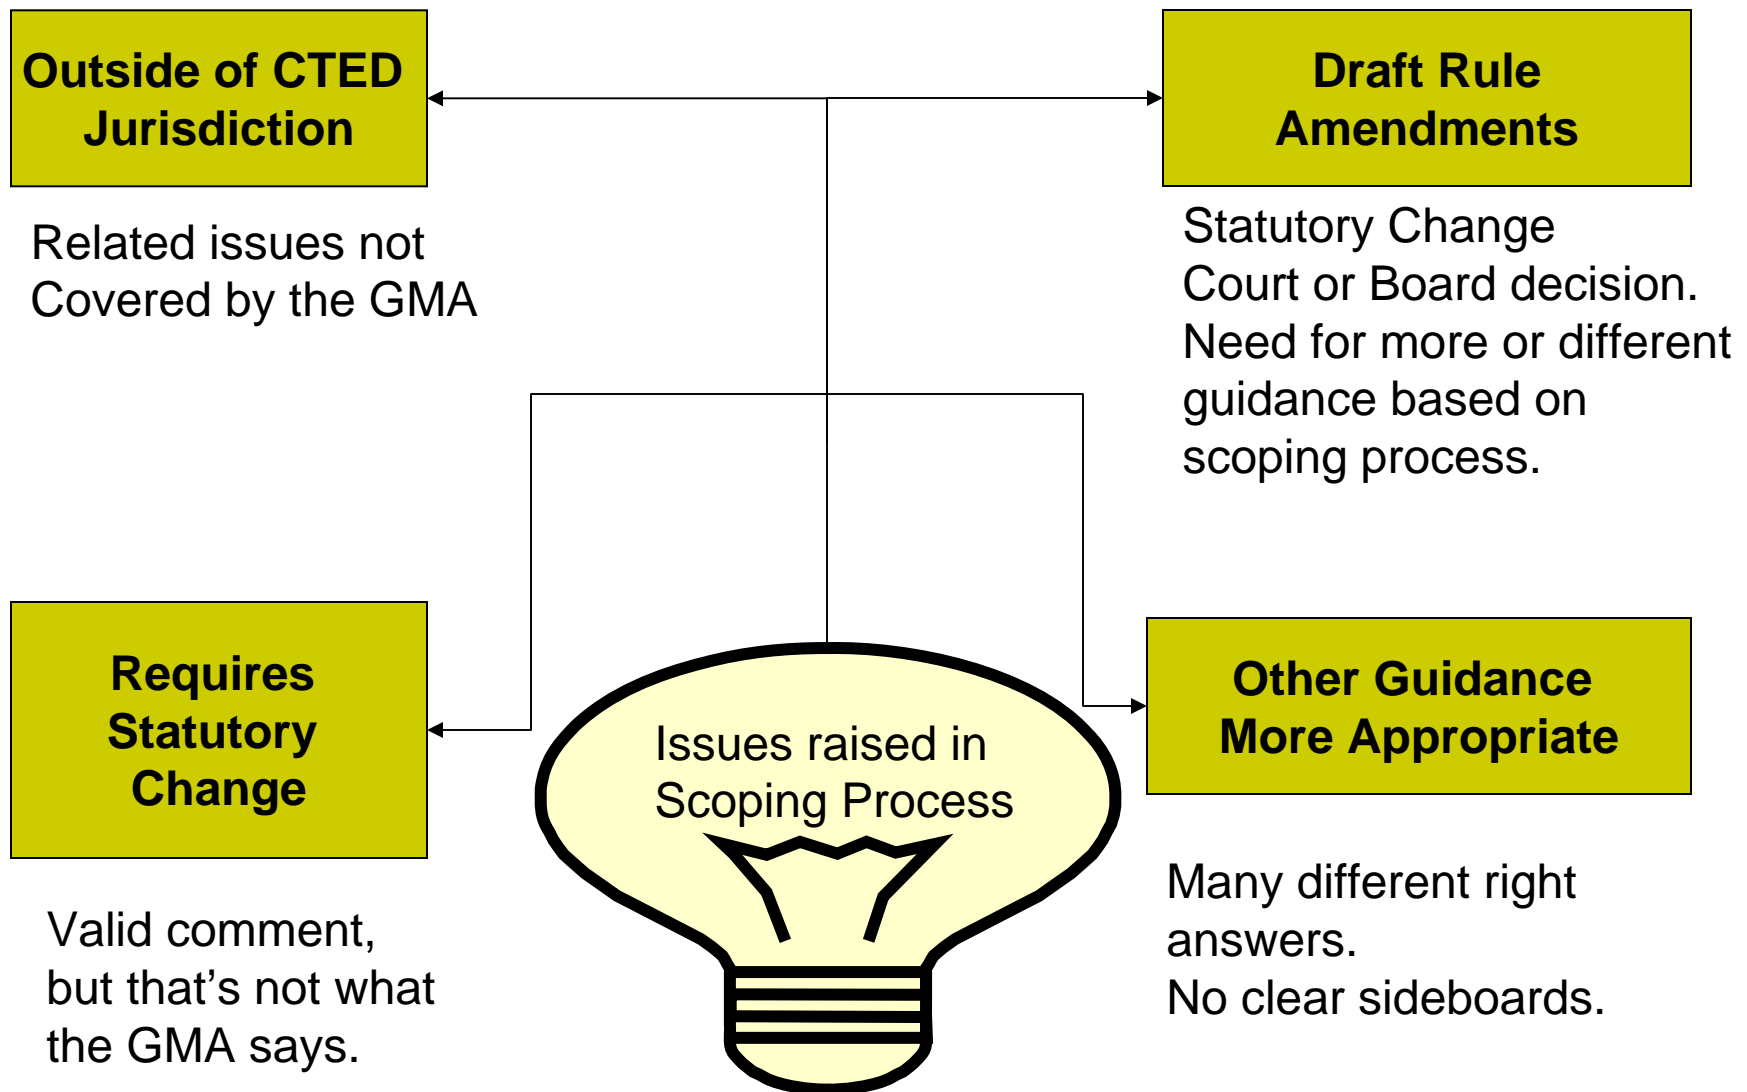 Outside of CTED
Jurisdiction
Related issues not
Covered by the GMA
Draft Rule
Amendments
Statutory Change
Court or Board decision.
Need for more or different
guidance based on
scoping process.
Requires
Statutory
Change
Valid comment,
but that’s not what
the GMA says.
Issues raised in
Scoping Process
Other Guidance
More Appropriate
Many different right
answers.
No clear sideboards.